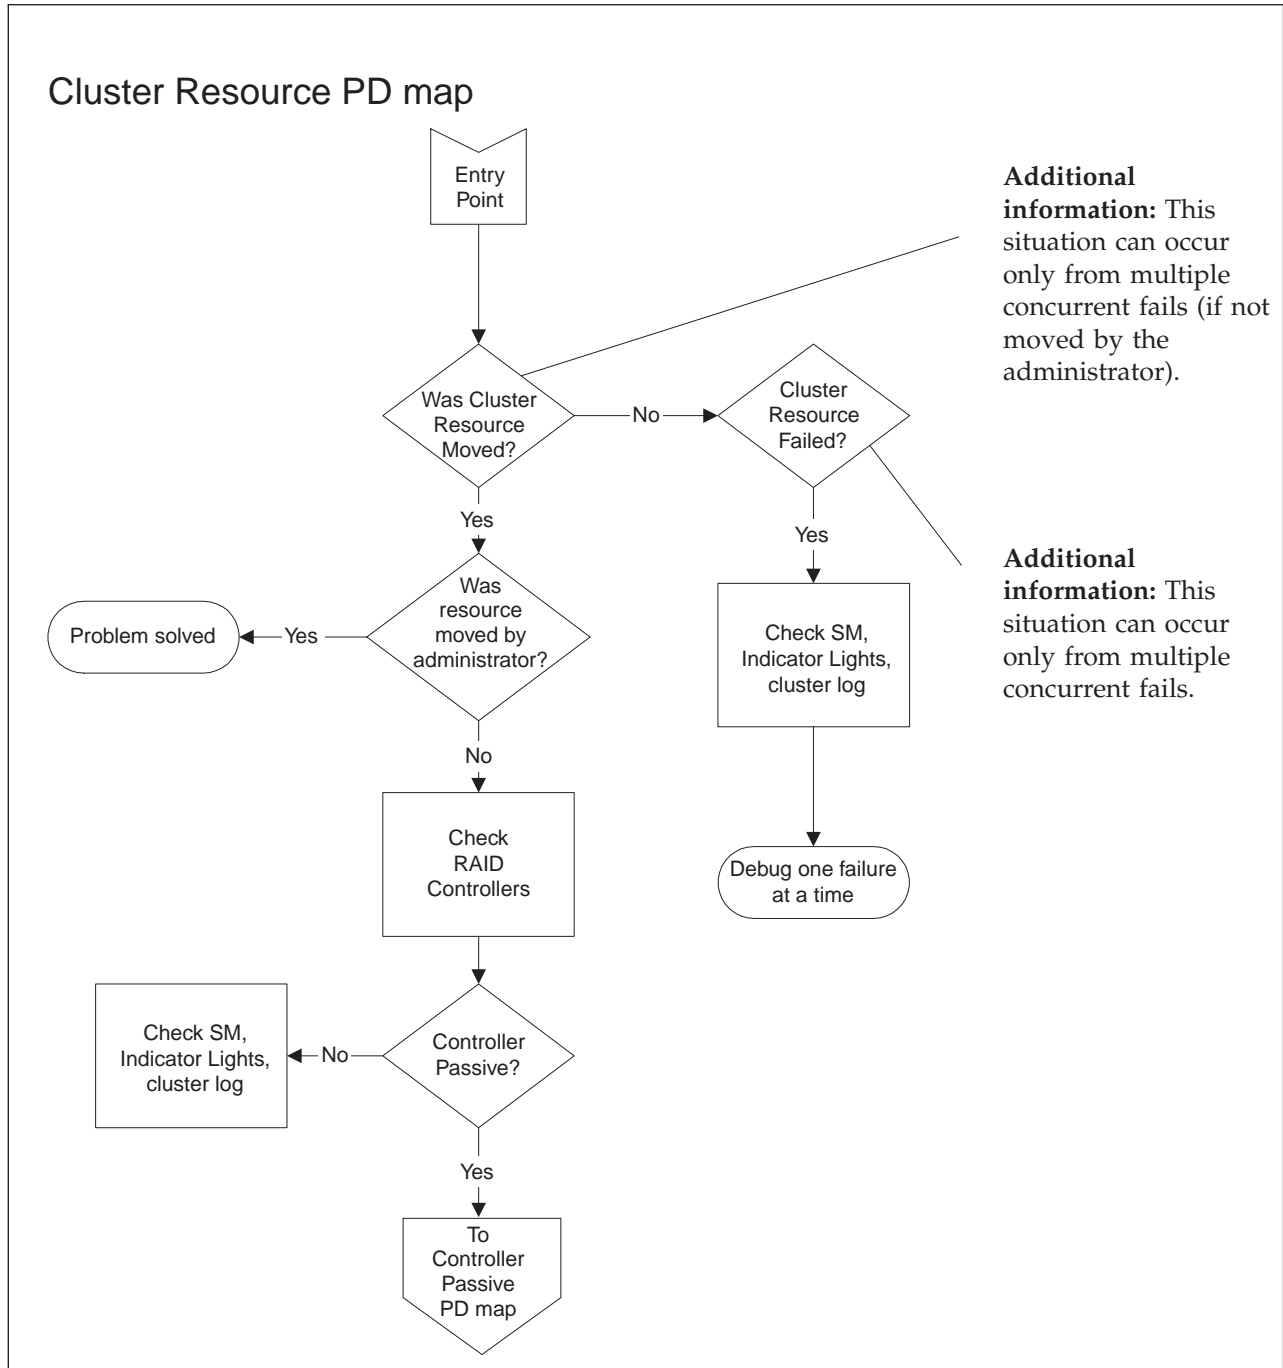 Cluster Resource PD map
Entry
Point
Additional
information: This
situation can occur
only from multiple
concurrent fails (if not
moved by the
administrator).
Was Cluster
Resource
Moved?
No
Cluster
Resource
Failed?
Yes
Yes
Additional
information: This
situation can occur
only from multiple
concurrent fails.
Was
resource
moved by
administrator?
Yes
Problem solved
Check SM,
Indicator Lights,
cluster log
No
Check
RAID
Controllers
Debug one failure
at a time
Controller
Passive?
No
Check SM,
Indicator Lights,
cluster log
Yes
To
Controller
Passive
PD map